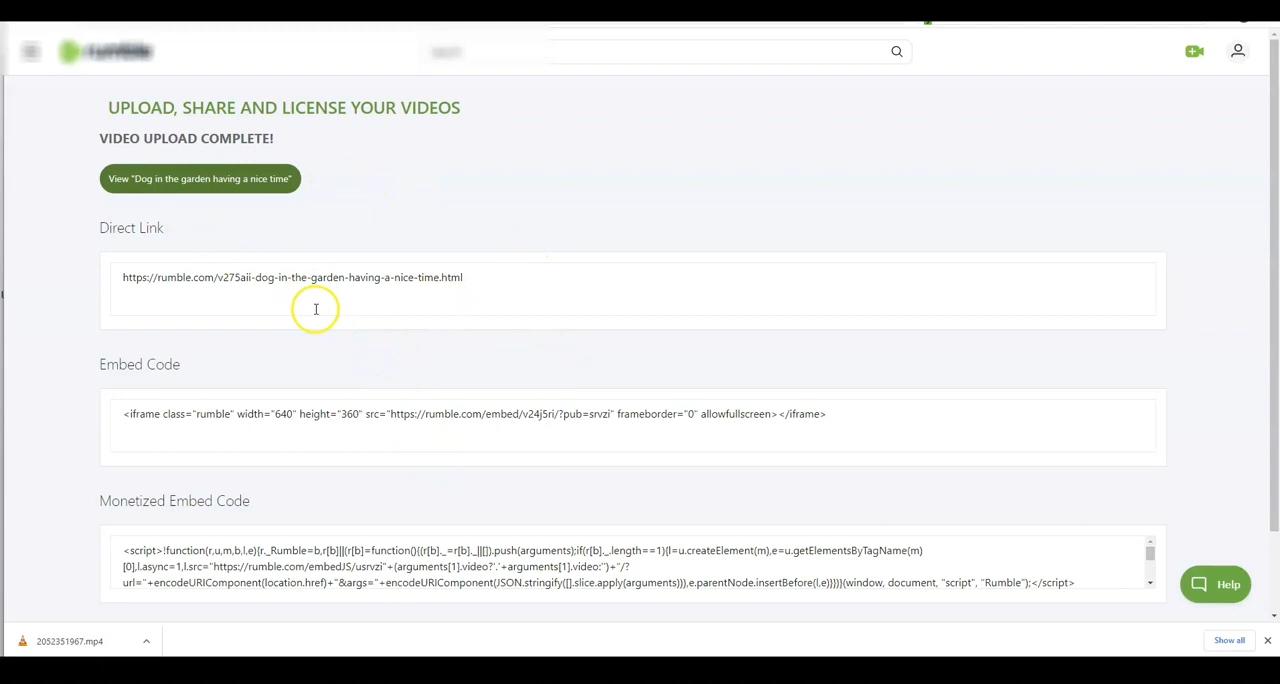 rumble
Search
UPLOAD, SHARE AND LICENSE YOUR VIDEOS
VIDEO UPLOAD COMPLETE!
View "Dog in the garden having a nice time"
Direct Link
https://rumble.com/v275aii-dog-in-the-garden-having-a-nice-time.html
Embed Code
<iframe class="rumble" width="640" height="360" src="https://rumble.com/embed/v24j5ri/?pub=srvzi" frameborder="0" allowfullscreen></iframe>
Monetized Embed Code
<script>!function(r,u,m,b,l,e){r._Rumble=b,r[b]||(r[b]=function(){(r[b]._=r[b]._||[]).push(arguments);if(r[b]._.length==1){l=u.createElement(m),e=u.getElementsByTagName(m)
[0],l.async=1,l.src="https://rumble.com/embedJS/usrvzi"+(arguments[1].video?'.'+arguments[1].video:'')+"/?
url="+encodeURIComponent(location.href)+"&args="+encodeURIComponent(JSON.stringify([].slice.apply(arguments))),e.parentNode.insertBefore(l,e)}})}(window, document, "script", "Rumble");</script>
Help
2052351967.mp4
Show all